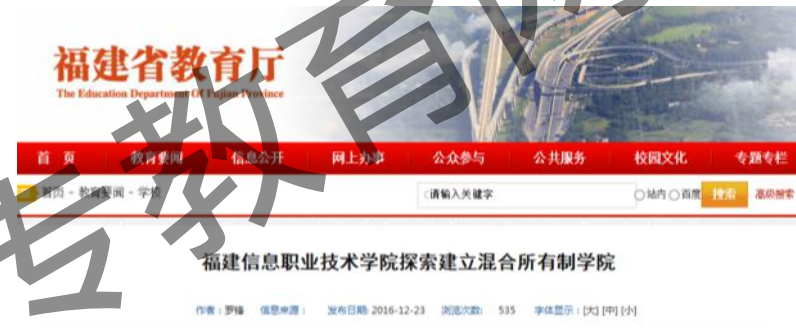 福建省教育厅
The Education Department Of Fujian Province
首 页 教育要闻 信息公开 网上办事 公众参与 公共服务 校园文化 专题专栏
首页 - 教育要闻 - 学校 请输入关键字 站内 百度 搜索 高级搜索
福建信息职业技术学院探索建立混合所有制学院
作者：罗锋 信息来源： 发布日期: 2016-12-23 浏览次数: 535 字体显示：[大] [中] [小]
专教育